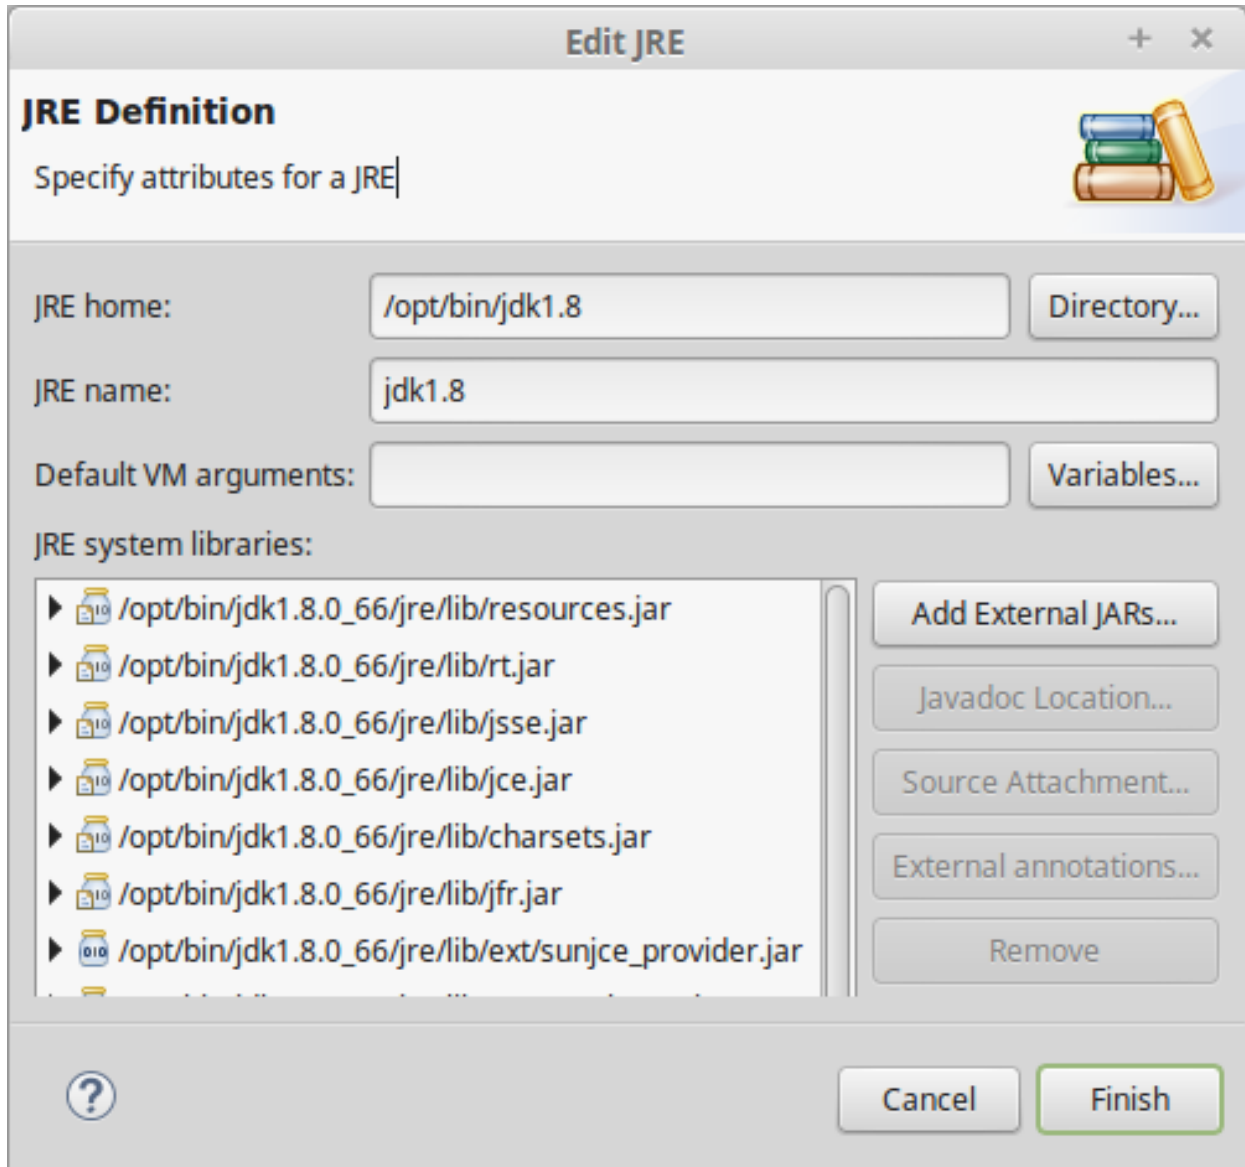 Edit JRE
JRE Definition
Specify attributes for a JRE
JRE home: /opt/bin/jdk1.8 Directory...
JRE name: jdk1.8
Default VM arguments: Variables...
JRE system libraries:
/opt/bin/jdk1.8.0_66/jre/lib/resources.jar
/opt/bin/jdk1.8.0_66/jre/lib/rt.jar
/opt/bin/jdk1.8.0_66/jre/lib/jsse.jar
/opt/bin/jdk1.8.0_66/jre/lib/jce.jar
/opt/bin/jdk1.8.0_66/jre/lib/charsets.jar
/opt/bin/jdk1.8.0_66/jre/lib/jfr.jar
/opt/bin/jdk1.8.0_66/jre/lib/ext/sunjce_provider.jar
Add External JARs...
Javadoc Location...
Source Attachment...
External annotations...
Remove
? Cancel Finish